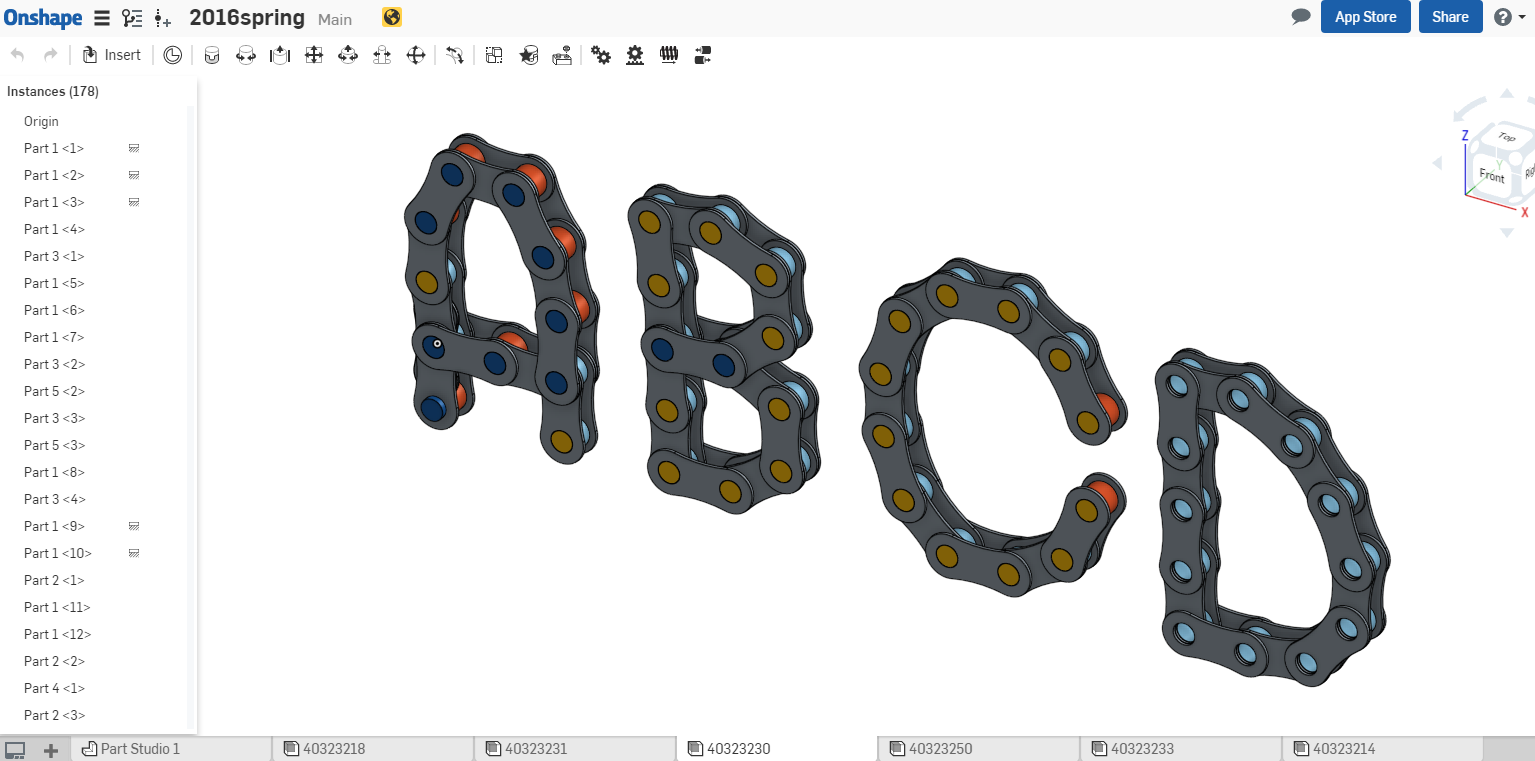 Onshape 2016spring Main App Store Share ?
Insert
Instances (178)
Origin
Part 1 <1>
Part 1 <2>
Part 1 <3>
Part 1 <4>
Part 3 <1>
Part 1 <5>
Part 1 <6>
Part 1 <7>
Part 3 <2>
Part 5 <2>
Part 3 <3>
Part 5 <3>
Part 1 <8>
Part 3 <4>
Part 1 <9>
Part 1 <10>
Part 2 <1>
Part 1 <11>
Part 1 <12>
Part 2 <2>
Part 4 <1>
Part 2 <3>
A B C D
Z
Top
Y
Front
X
Part Studio 1 40323218 40323231 40323230 40323250 40323233 40323214